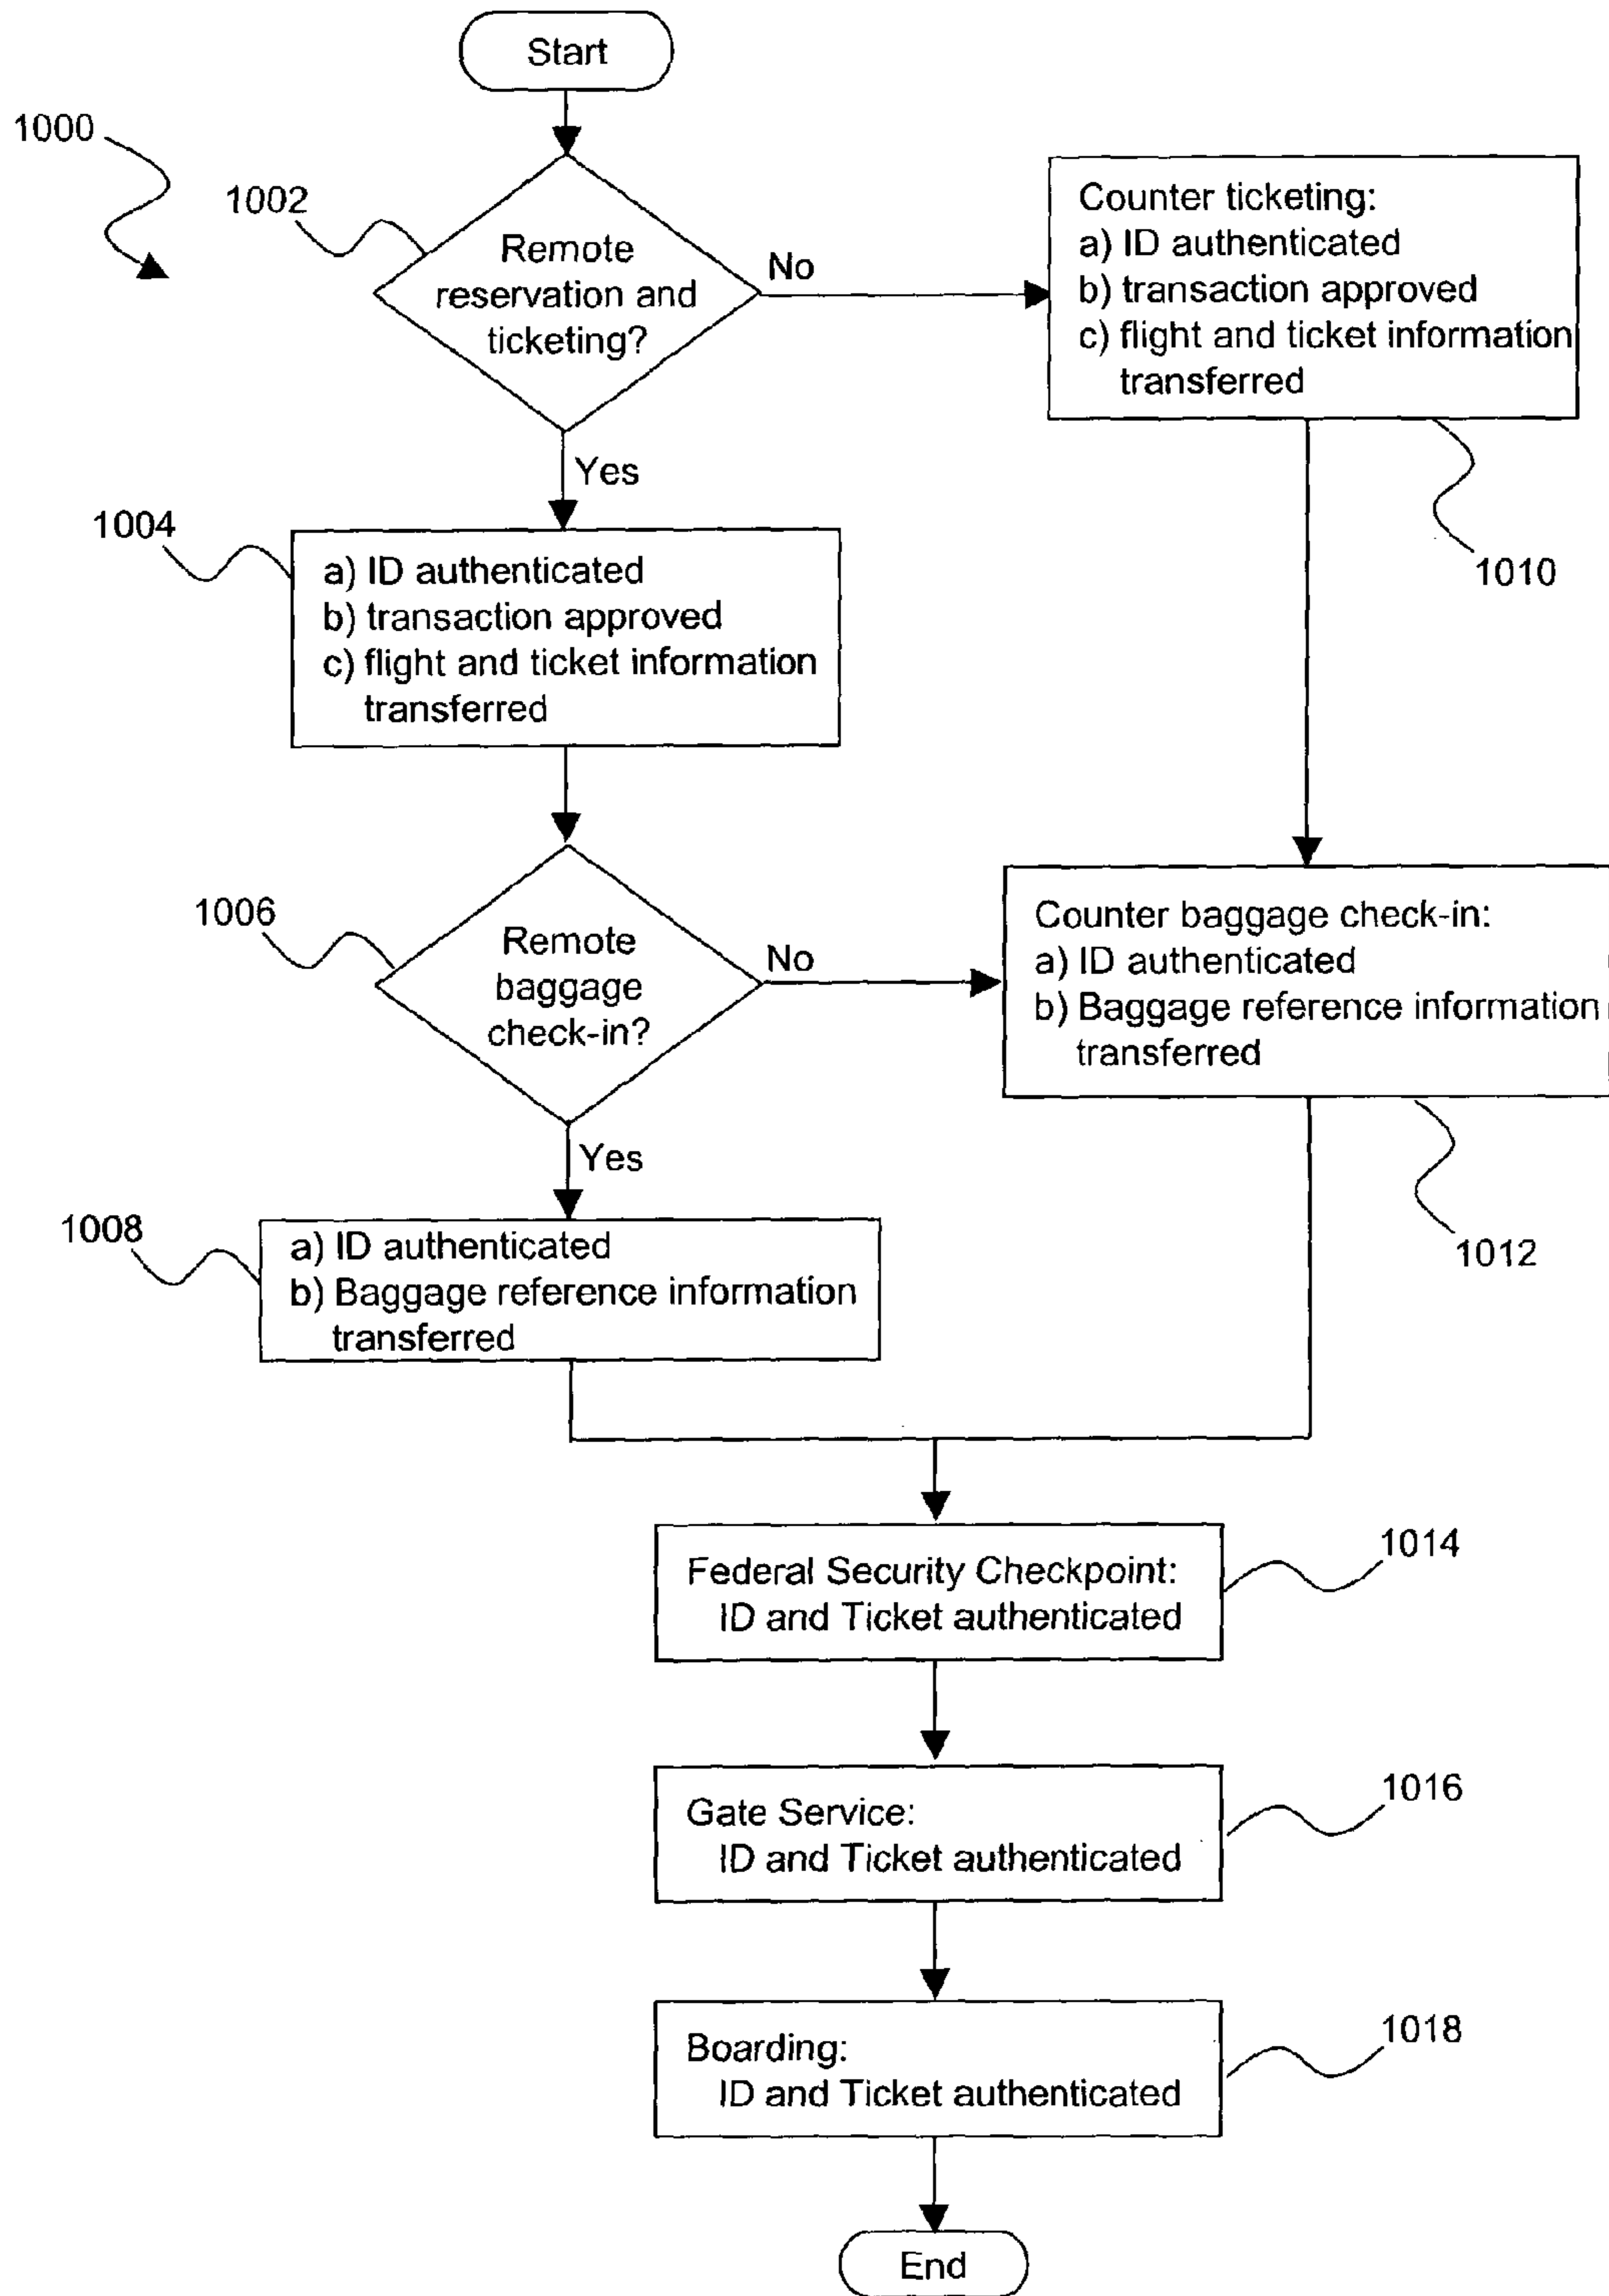 Start
1000
1002
Remote
reservation and
ticketing?
No
Counter ticketing:
a) ID authenticated
b) transaction approved
c) flight and ticket information
transferred
1010
Yes
1004
a) ID authenticated
b) transaction approved
c) flight and ticket information
transferred
1006
Remote
baggage
check-in?
No
Counter baggage check-in:
a) ID authenticated
b) Baggage reference information
transferred
1012
Yes
1008
a) ID authenticated
b) Baggage reference information
transferred
Federal Security Checkpoint:
ID and Ticket authenticated
1014
Gate Service:
ID and Ticket authenticated
1016
Boarding:
ID and Ticket authenticated
1018
End